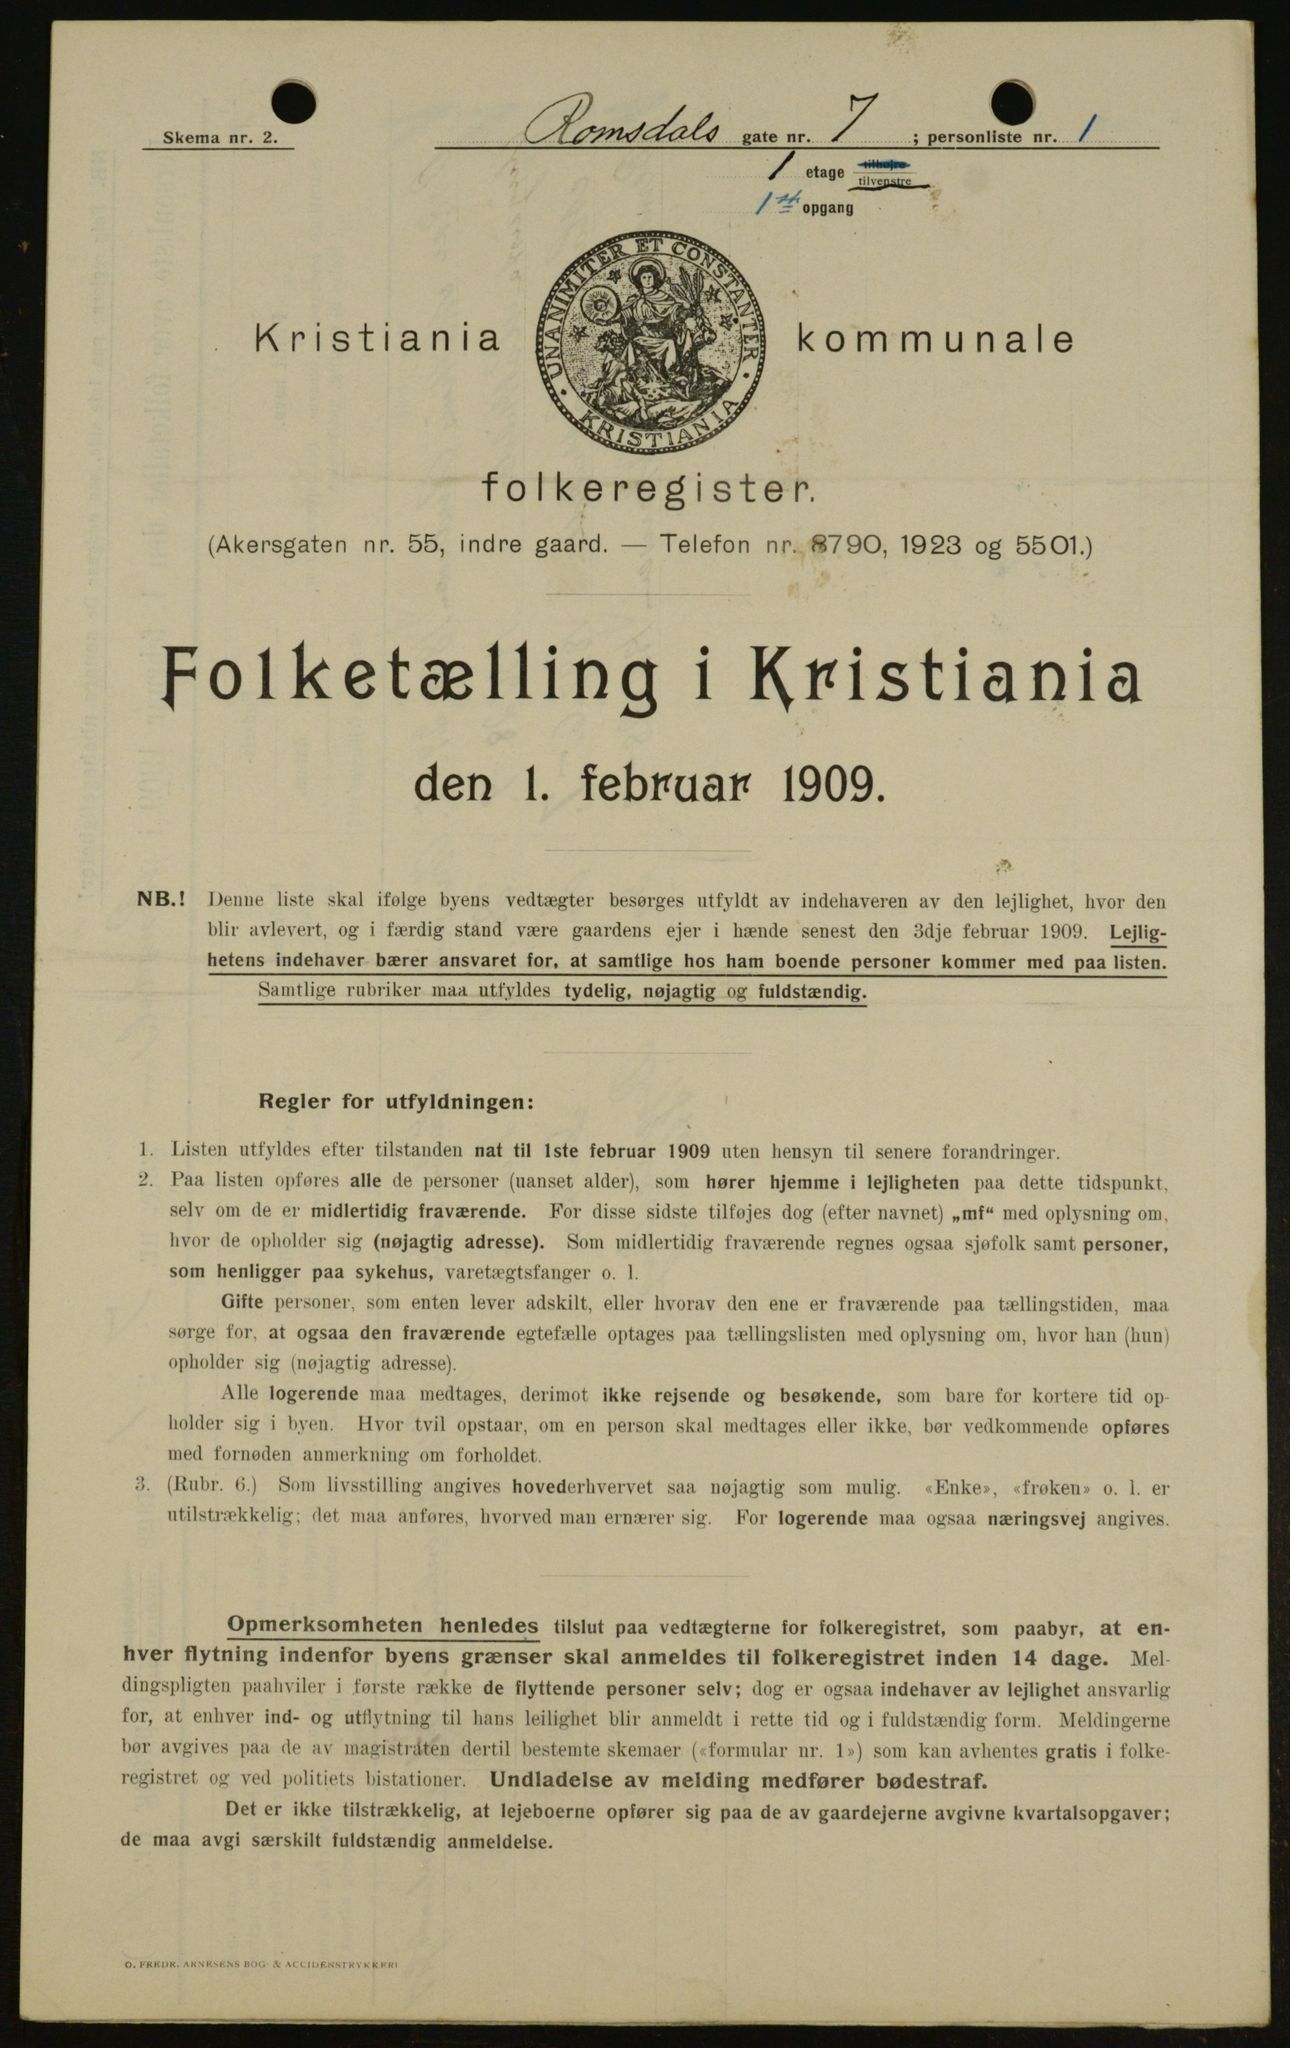 Skema nr. 2.
Romsdals gate nr. 7 ; personliste nr. 1
1 etage tilhøjre
tilvenstre
1st opgang
UNANIMITER ET CONSTANTER
KRISTIANIA
Kristiania kommunale
folkeregister.
(Akersgaten nr. 55, indre gaard. — Telefon nr. 8790, 1923 og 5501.)
Folketælling i Kristiania
den 1. februar 1909.
NB.! Denne liste skal ifølge byens vedtægter besørges utfyldt av indehaveren av den lejlighet, hvor den
blir avlevert, og i færdig stand være gaardens ejer i hænde senest den 3dje februar 1909. Lejlig-
hetens indehaver bærer ansvaret for, at samtlige hos ham boende personer kommer med paa listen.
Samtlige rubriker maa utfyldes tydelig, nøjagtig og fuldstændig.
Regler for utfyldningen:
1. Listen utfyldes efter tilstanden nat til 1ste februar 1909 uten hensyn til senere forandringer.
2. Paa listen opføres alle de personer (uanset alder), som hører hjemme i lejligheten paa dette tidspunkt,
selv om de er midlertidig fraværende. For disse sidste tilføjes dog (efter navnet) „mf“ med oplysning om,
hvor de opholder sig (nøjagtig adresse). Som midlertidig fraværende regnes ogsaa sjøfolk samt personer,
som henligger paa sykehus, varetægtsfanger o. l.
Gifte personer, som enten lever adskilt, eller hvorav den ene er fraværende paa tællingstiden, maa
sørge for, at ogsaa den fraværende egtefælle optages paa tællingslisten med oplysning om, hvor han (hun)
opholder sig (nøjagtig adresse).
Alle logerende maa medtages, derimot ikke rejsende og besøkende, som bare for kortere tid op-
holder sig i byen. Hvor tvil opstaar, om en person skal medtages eller ikke, bør vedkommende opføres
med fornøden anmerkning om forholdet.
3. (Rubr. 6.) Som livsstilling angives hovederhvervet saa nøjagtig som mulig. «Enke», «frøken» o. l. er
utilstrækkelig; det maa anføres, hvorved man ernærer sig. For logerende maa ogsaa næringsvej angives.
Opmerksomheten henledes tilslut paa vedtægterne for folkeregistret, som paabyr, at en-
hver flytning indenfor byens grænser skal anmeldes til folkeregistret inden 14 dage. Mel-
dingspligten paahviler i første række de flyttende personer selv; dog er ogsaa indehaver av lejlighet ansvarlig
for, at enhver ind- og utflytning til hans leilighet blir anmeldt i rette tid og i fuldstændig form. Meldingerne
bør avgives paa de av magistraten dertil bestemte skemaer («formular nr. 1») som kan avhentes gratis i folke-
registret og ved politiets bistationer. Undladelse av melding medfører bødestraf.
Det er ikke tilstrækkelig, at lejeboerne opfører sig paa de av gaardejerne avgivne kvartalsopgaver;
de maa avgi særskilt fuldstændig anmeldelse.
O. FREDR. ARNESENS BOG- & ACCIDENSTRYKKERI